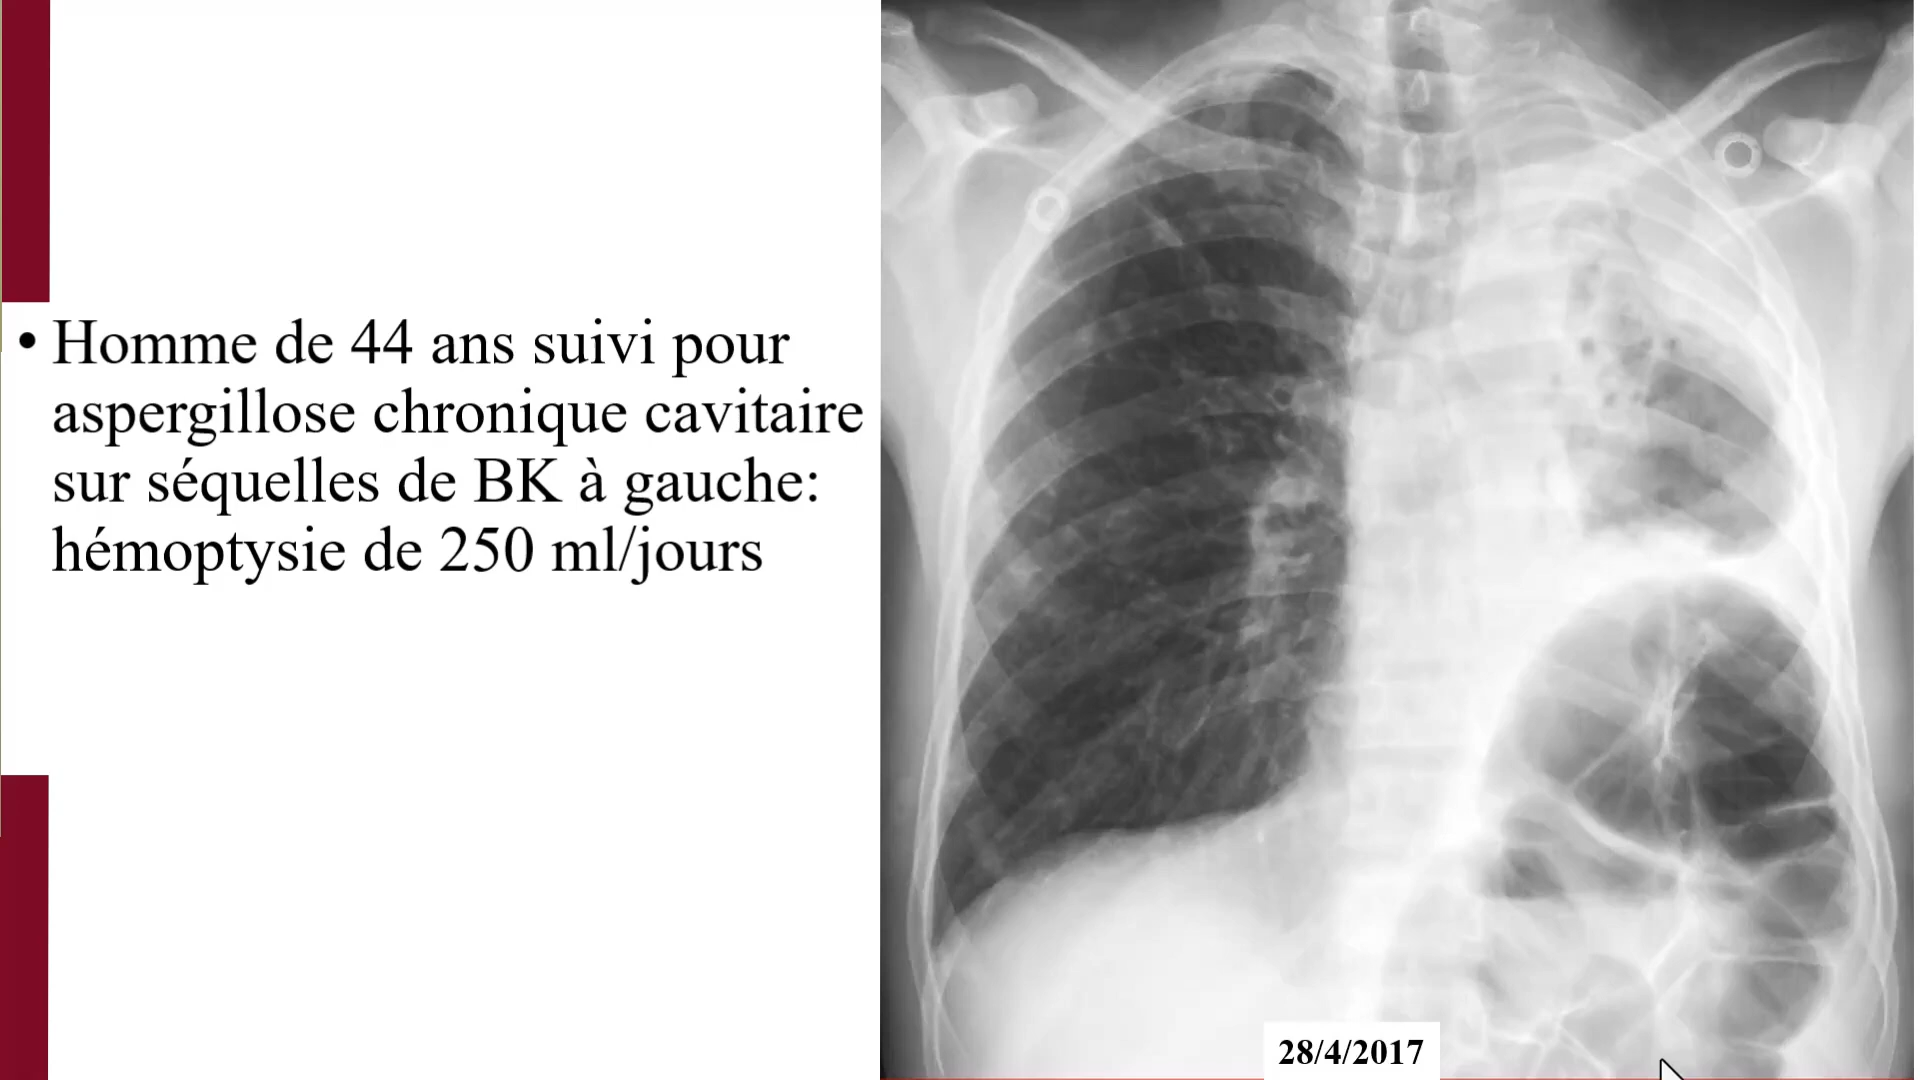 • Homme de 44 ans suivi pour
aspergillose chronique cavitaire
sur séquelles de BK à gauche:
hémoptysie de 250 ml/jours
28/4/2017